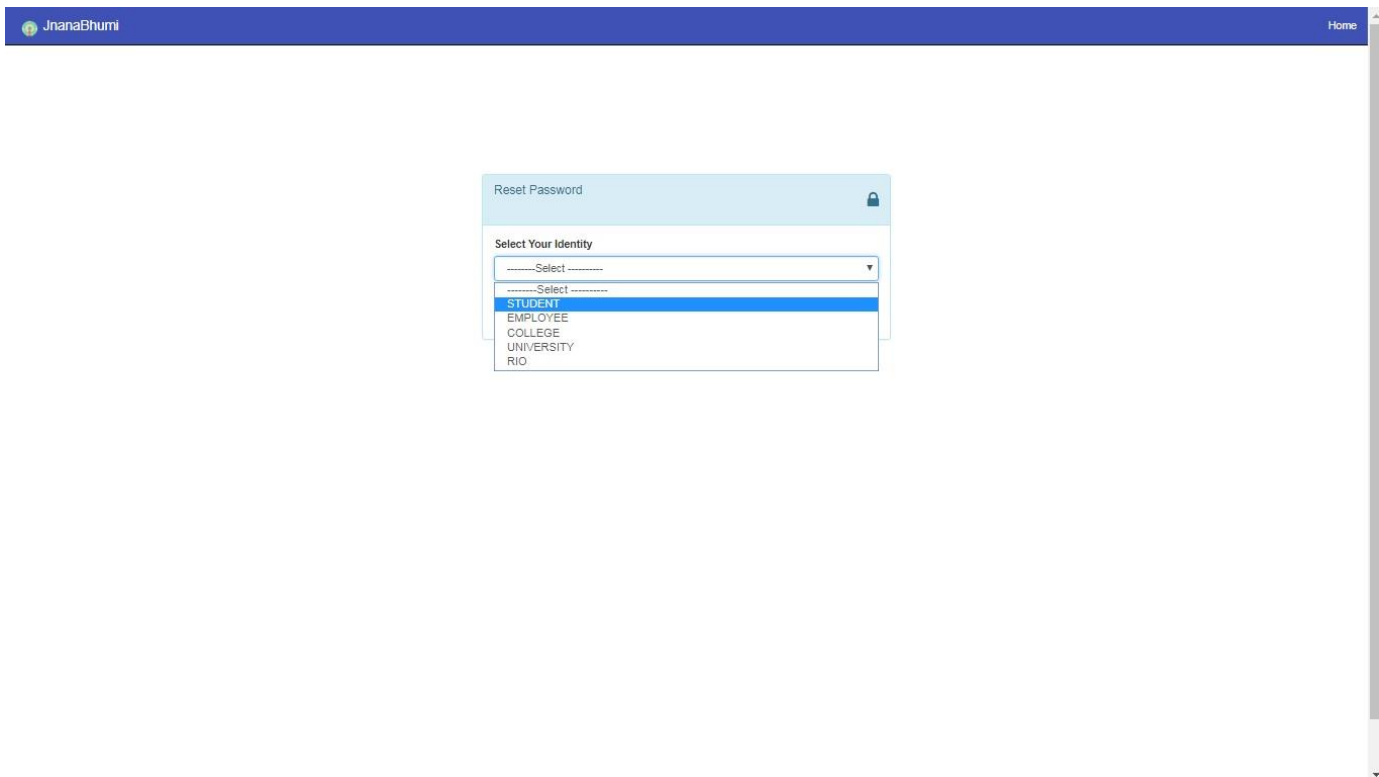 JnanaBhumi
Home
Reset Password
Select Your Identity
--------Select ----------
--------Select ----------
STUDENT
EMPLOYEE
COLLEGE
UNIVERSITY
RIO